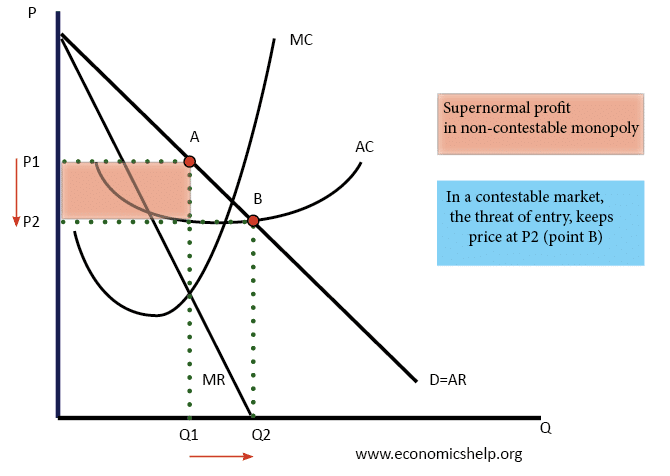 P
MC
Supernormal profit
in non-contestable monopoly
A
AC
P1
B
In a contestable market,
the threat of entry, keeps
price at P2 (point B)
P2
MR
D=AR
Q
Q1
Q2
www.economicshelp.org